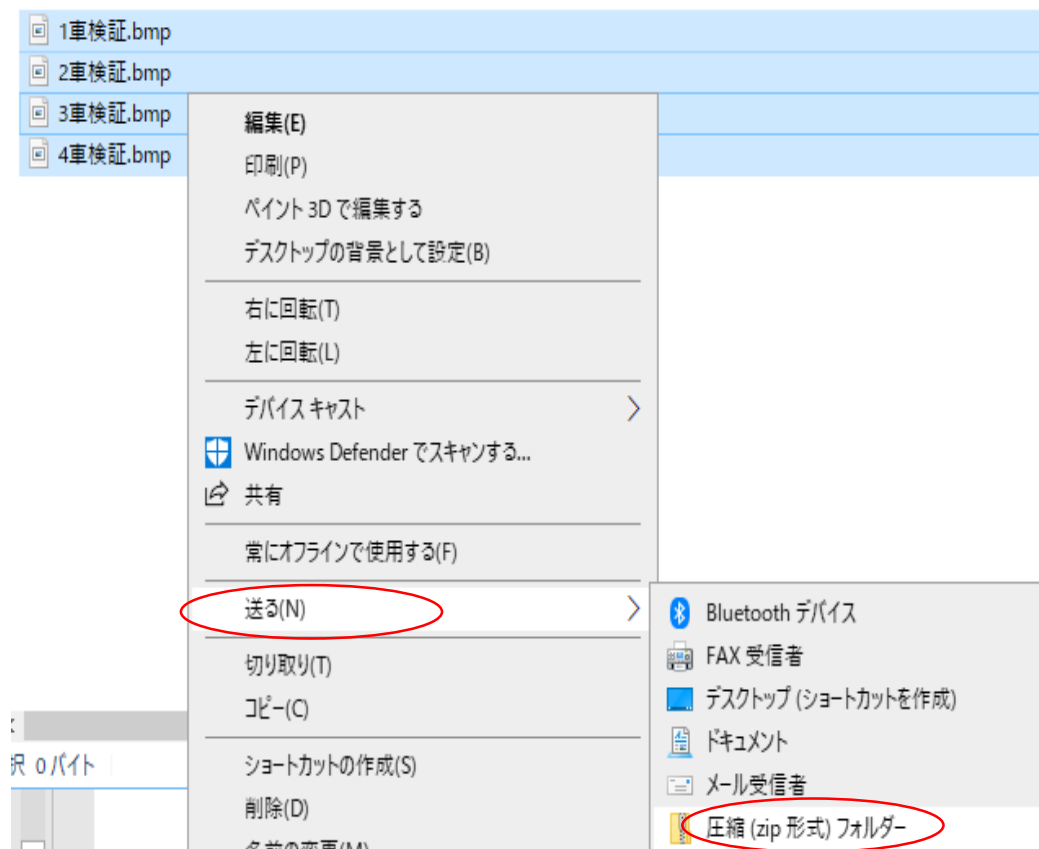 1車検証.bmp
2車検証.bmp
3車検証.bmp
4車検証.bmp
編集(E)
印刷(P)
ペイント 3D で編集する
デスクトップの背景として設定(B)
右に回転(T)
左に回転(L)
デバイス キャスト
Windows Defender でスキャンする...
共有
常にオフラインで使用する(F)
送る(N)
切り取り(T)
コピー(C)
ショートカットの作成(S)
削除(D)
名前の変更(M)
Bluetooth デバイス
FAX 受信者
デスクトップ (ショートカットを作成)
ドキュメント
メール受信者
圧縮 (zip 形式) フォルダー
択 0 バイト